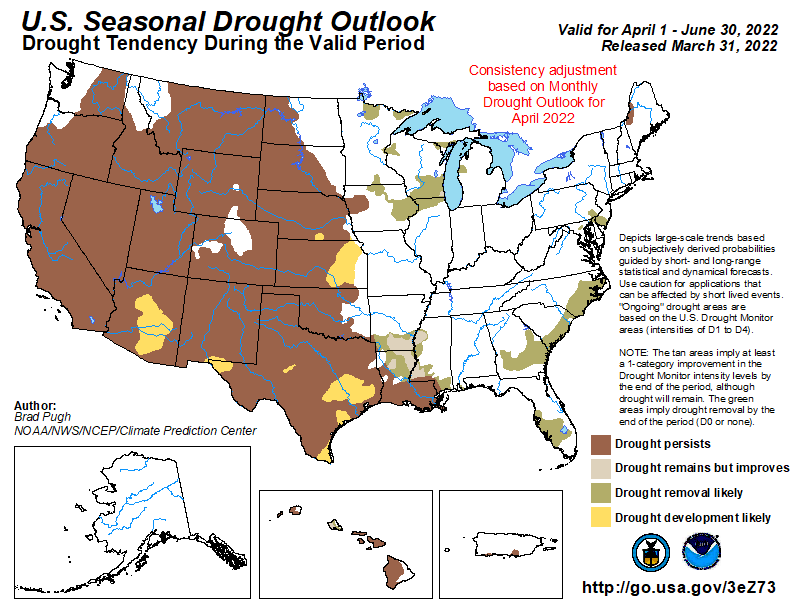 U.S. Seasonal Drought Outlook
Drought Tendency During the Valid Period
Valid for April 1 - June 30, 2022
Released March 31, 2022
Consistency adjustment
based on Monthly
Drought Outlook for
April 2022
Depicts large-scale trends based
on subjectively derived probabilities
guided by short- and long-range
statistical and dynamical forecasts.
Use caution for applications that
can be affected by short lived events.
"Ongoing" drought areas are
based on the U.S. Drought Monitor
areas (intensities of D1 to D4).
NOTE: The tan areas imply at least
a 1-category improvement in the
Drought Monitor intensity levels by
the end of the period, although
drought will remain. The green
areas imply drought removal by the
end of the period (D0 or none).
Author:
Brad Pugh
NOAA/NWS/NCEP/Climate Prediction Center
Drought persists
Drought remains but improves
Drought removal likely
Drought development likely
http://go.usa.gov/3eZ73